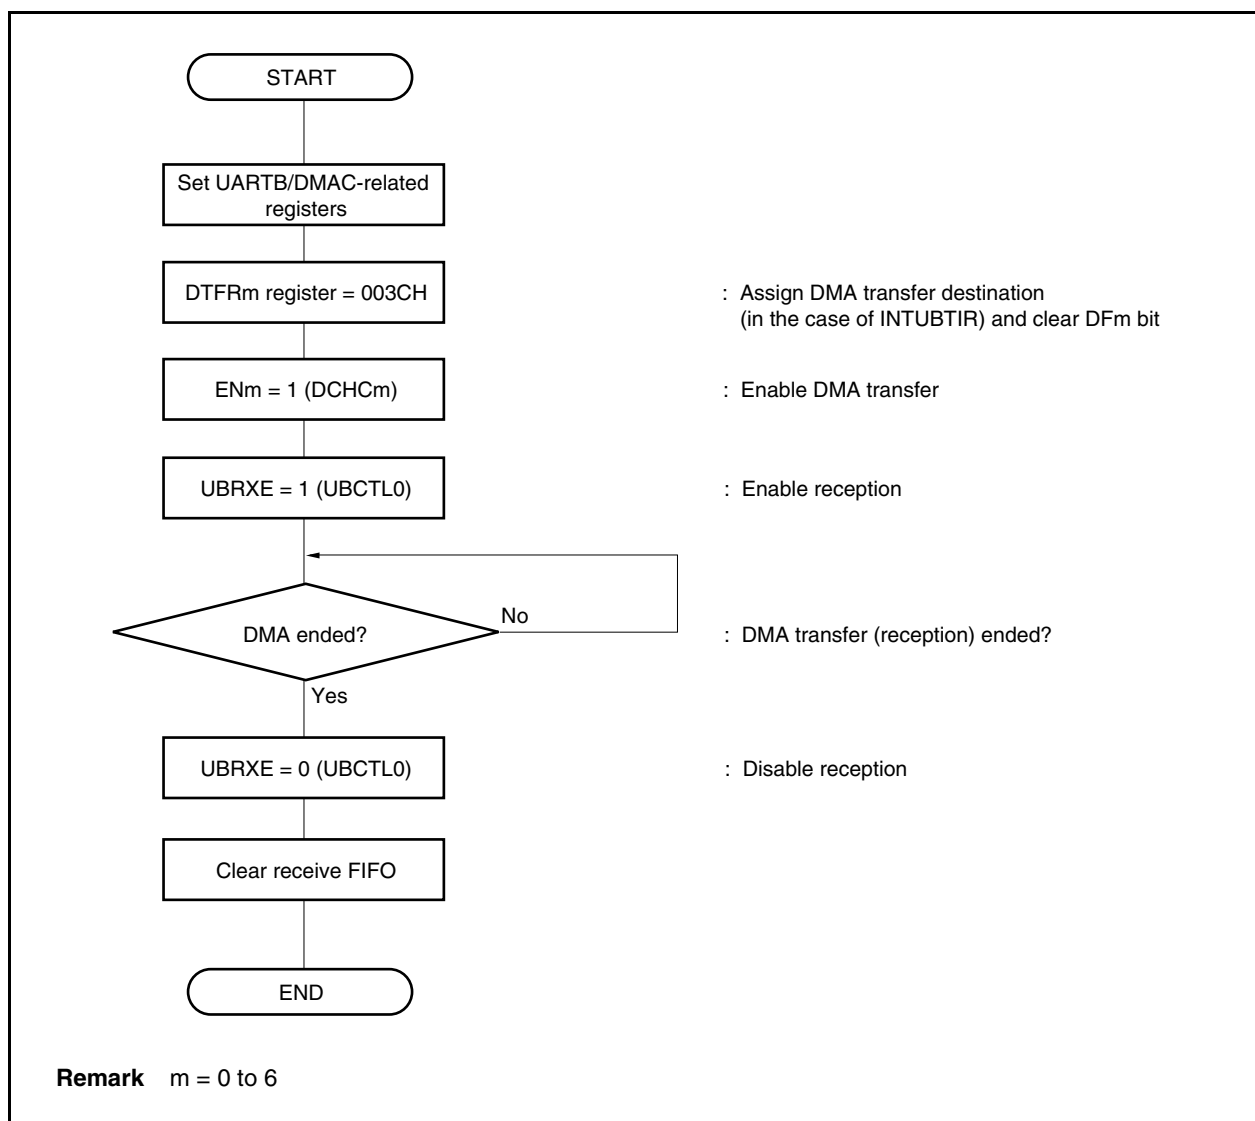 START
Set UARTB/DMAC-related
registers
DTFRm register = 003CH
: Assign DMA transfer destination
(in the case of INTUBTIR) and clear DFm bit
ENm = 1 (DCHCm)
: Enable DMA transfer
UBRXE = 1 (UBCTL0)
: Enable reception
No
DMA ended?
: DMA transfer (reception) ended?
Yes
UBRXE = 0 (UBCTL0)
: Disable reception
Clear receive FIFO
END
Remark m = 0 to 6